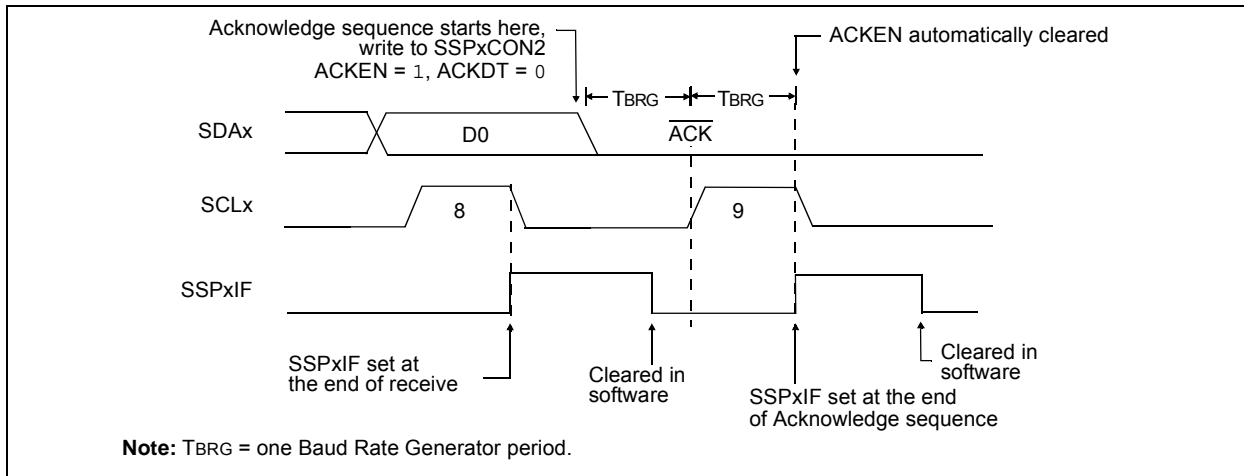 Acknowledge sequence starts here,
write to SSPxCON2
ACKEN = 1, ACKDT = 0
ACKEN automatically cleared
TBRG
TBRG
SDAx
D0
ACK
SCLx
8
9
SSPxIF
SSPxIF set at
the end of receive
Cleared in
software
SSPxIF set at the end
of Acknowledge sequence
Cleared in
software
Note: TBRG = one Baud Rate Generator period.